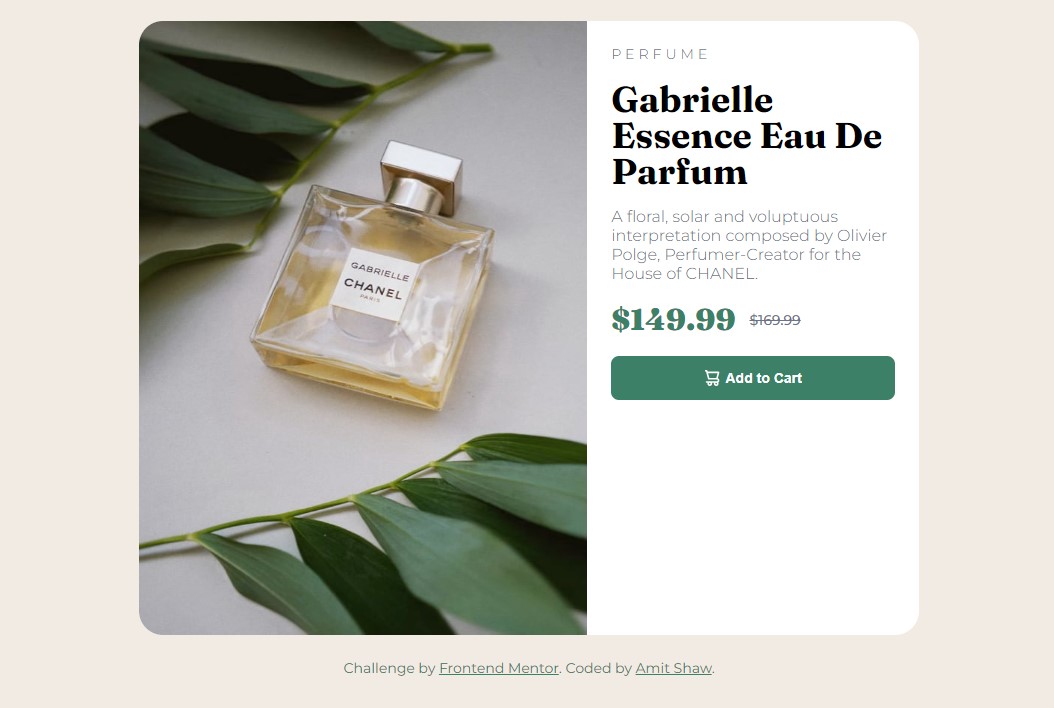 PERFUME
Gabrielle
Essence Eau De
Parfum
A floral, solar and voluptuous
interpretation composed by Olivier
Polge, Perfumer-Creator for the
House of CHANEL.
$149.99 $169.99
Add to Cart
GABRIELLE
CHANEL
PARIS
Challenge by Frontend Mentor. Coded by Amit Shaw.